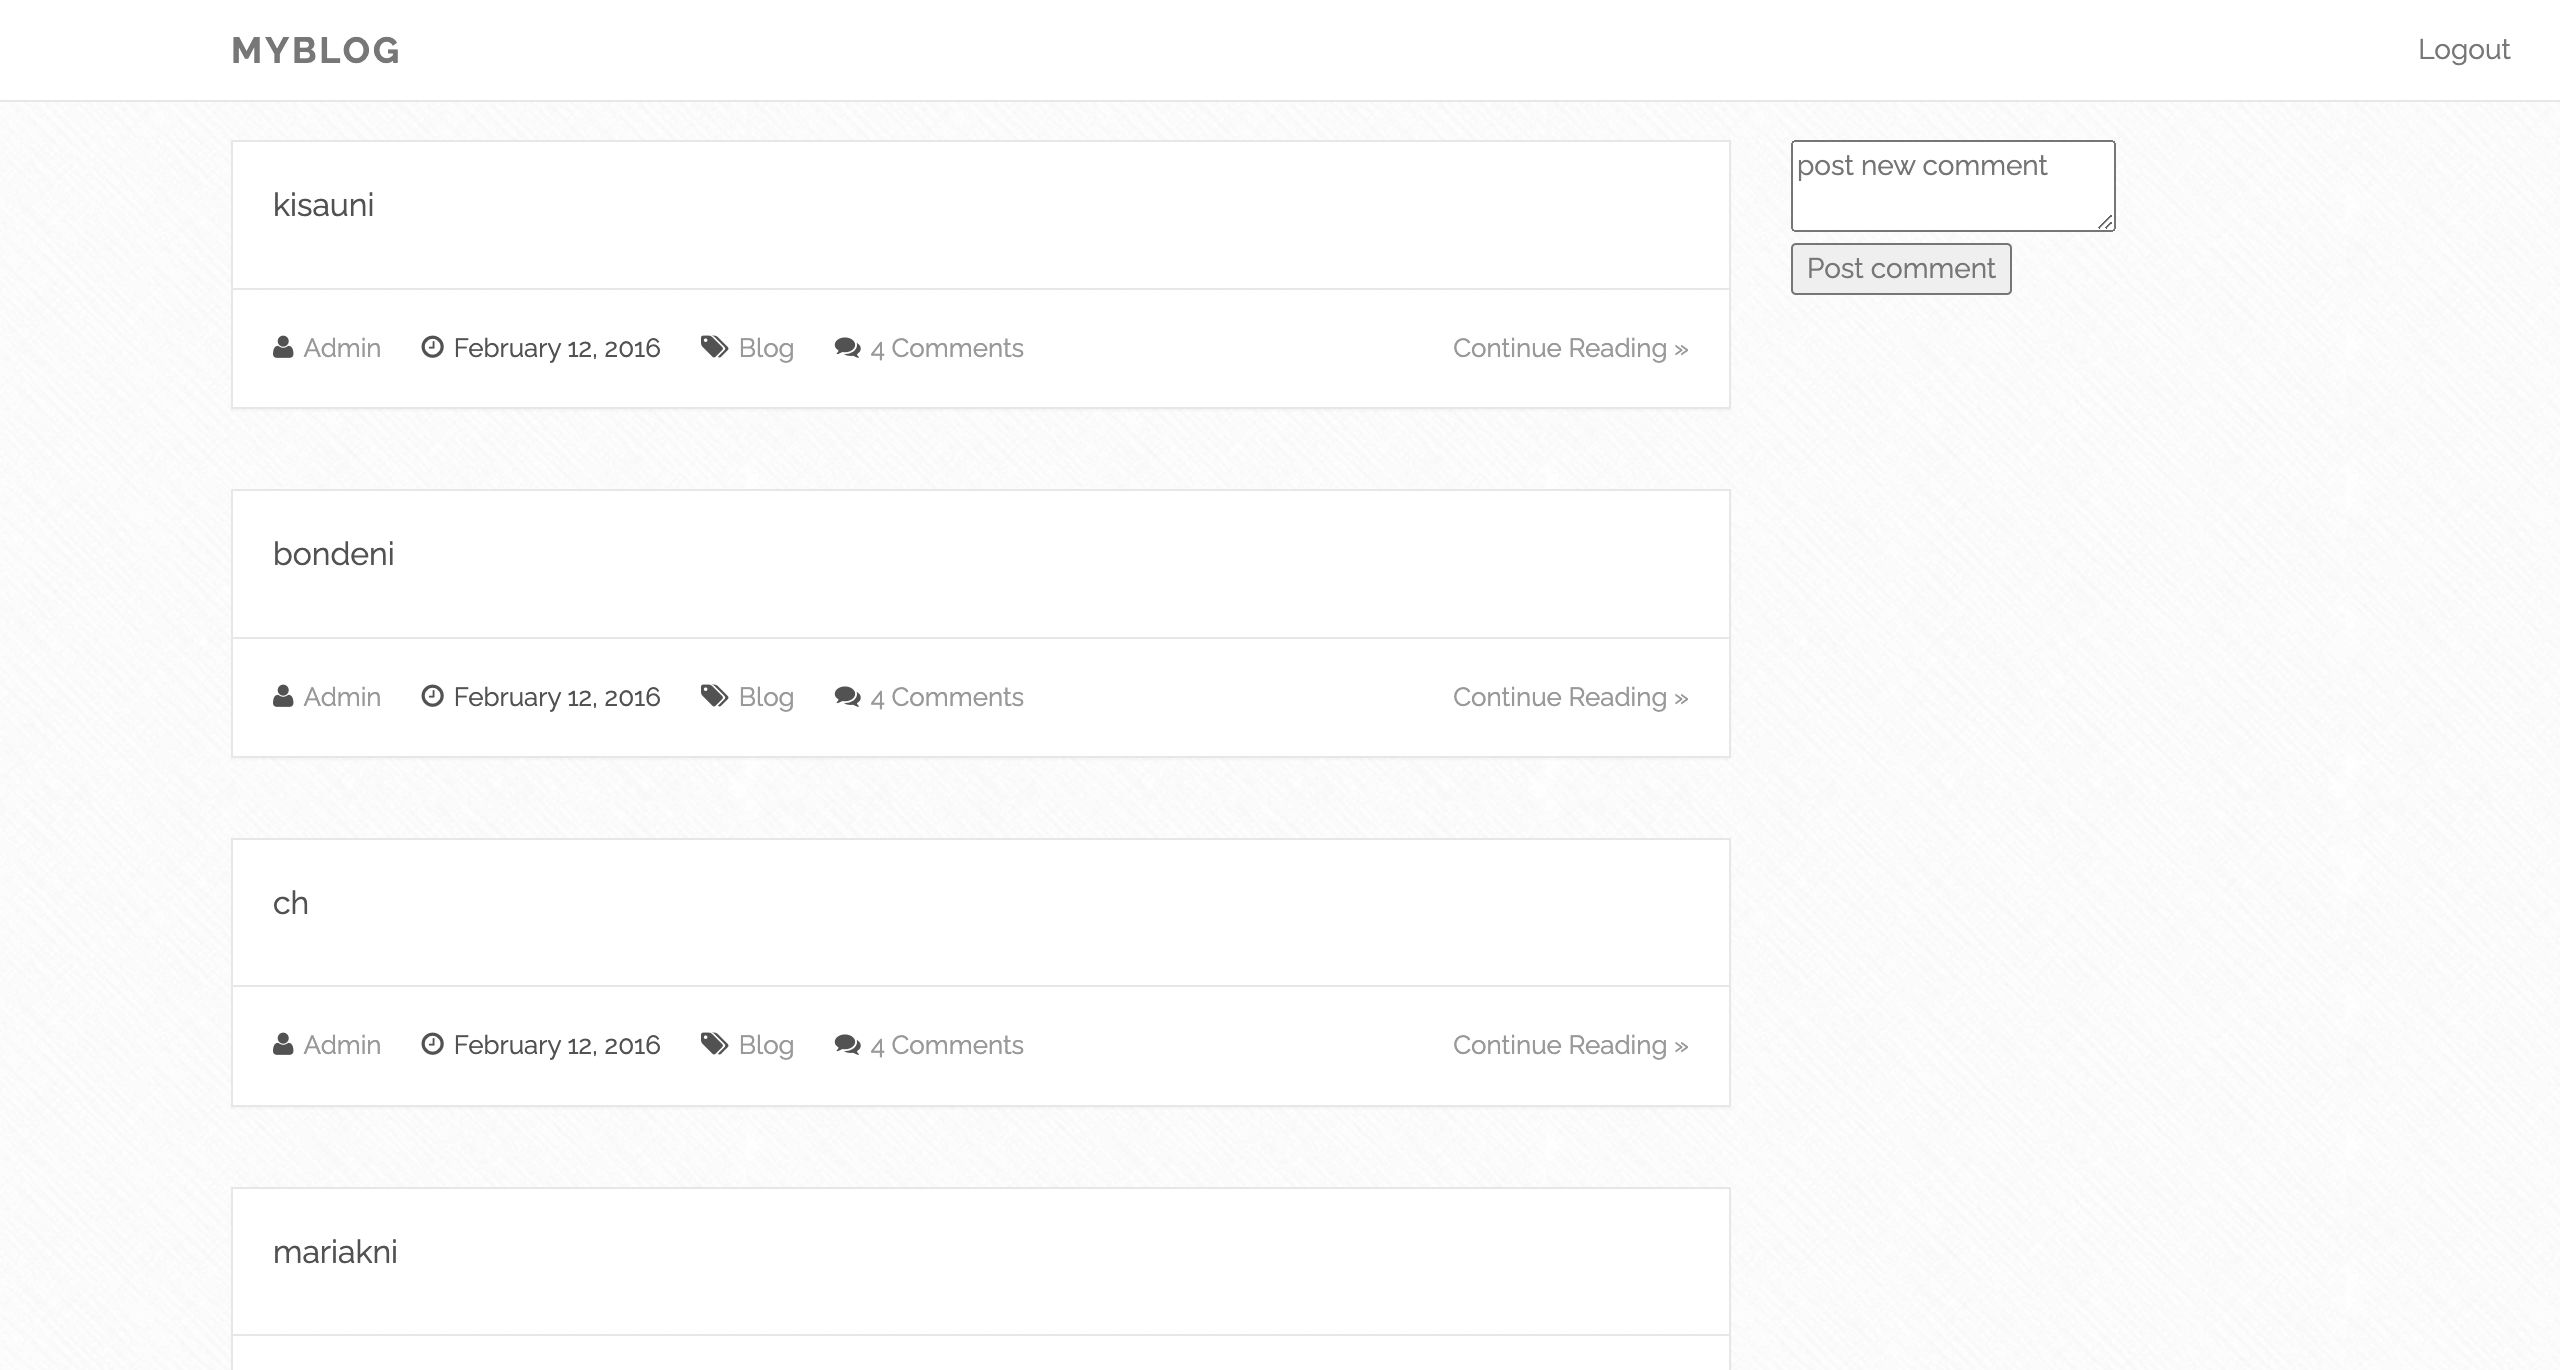 MYBLOG
Logout
kisauni
Admin February 12, 2016 Blog 4 Comments Continue Reading »
post new comment
Post comment
bondeni
Admin February 12, 2016 Blog 4 Comments Continue Reading »
ch
Admin February 12, 2016 Blog 4 Comments Continue Reading »
mariakni